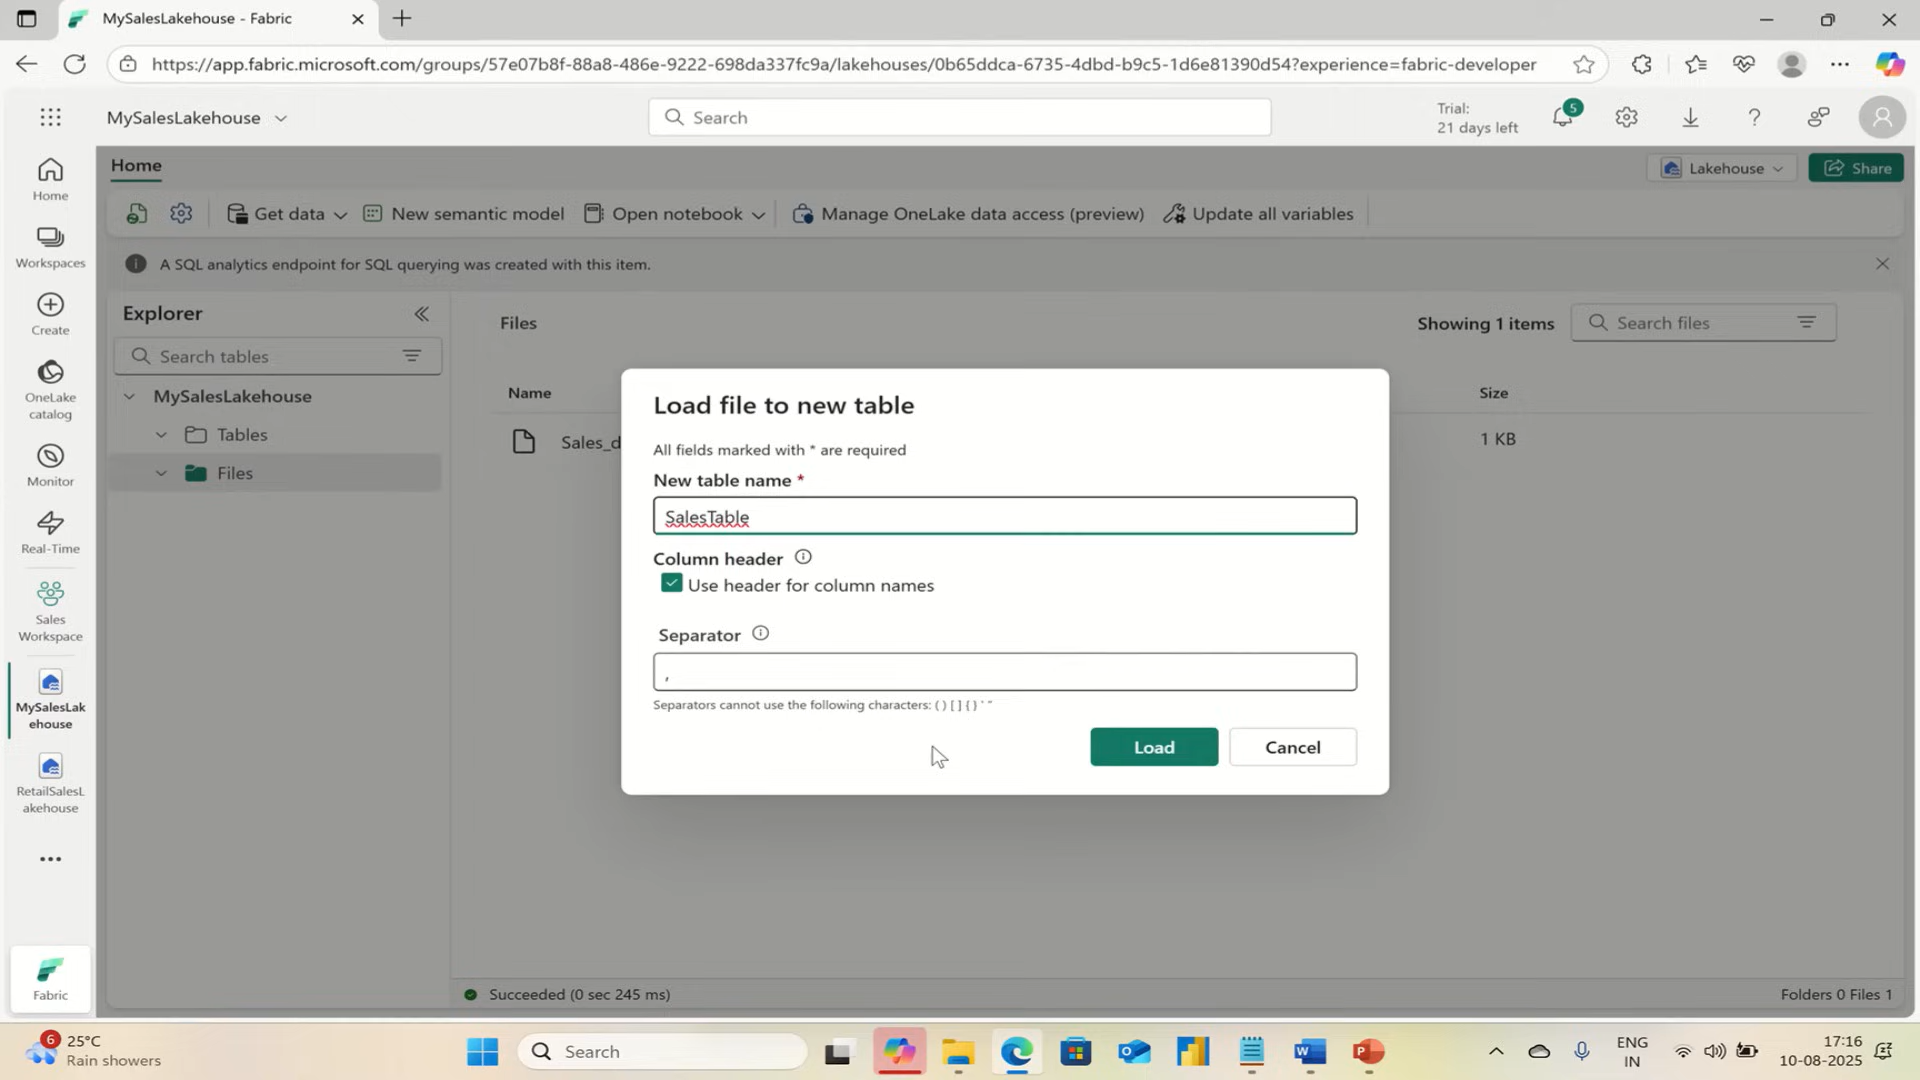 MySalesLakehouse - Fabric
https://app.fabric.microsoft.com/groups/57e07b8f-88a8-486e-9222-698da337fc9a/lakehouses/0b65ddca-6735-4dbd-b9c5-1d6e81390d54?experience=fabric-developer
MySalesLakehouse
Search
Trial:
21 days left
5
Home
Lakehouse
Share
Get data
New semantic model
Open notebook
Manage OneLake data access (preview)
Update all variables
A SQL analytics endpoint for SQL querying was created with this item.
Home
Workspaces
Create
OneLake
catalog
Monitor
Real-Time
Sales
Workspace
MySalesLak
ehouse
RetailSalesL
akehouse
Fabric
Explorer
Search tables
MySalesLakehouse
Tables
Files
Files
Showing 1 items
Search files
Name
Size
Sales_d
1 KB
Load file to new table
All fields marked with * are required
New table name *
SalesTable
Column header
Use header for column names
Separator
,
Separators cannot use the following characters: ( ) [ ] { } ` "
Load
Cancel
Succeeded (0 sec 245 ms)
Folders 0 Files 1
6
25°C
Rain showers
Search
ENG
IN
17:16
10-08-2025